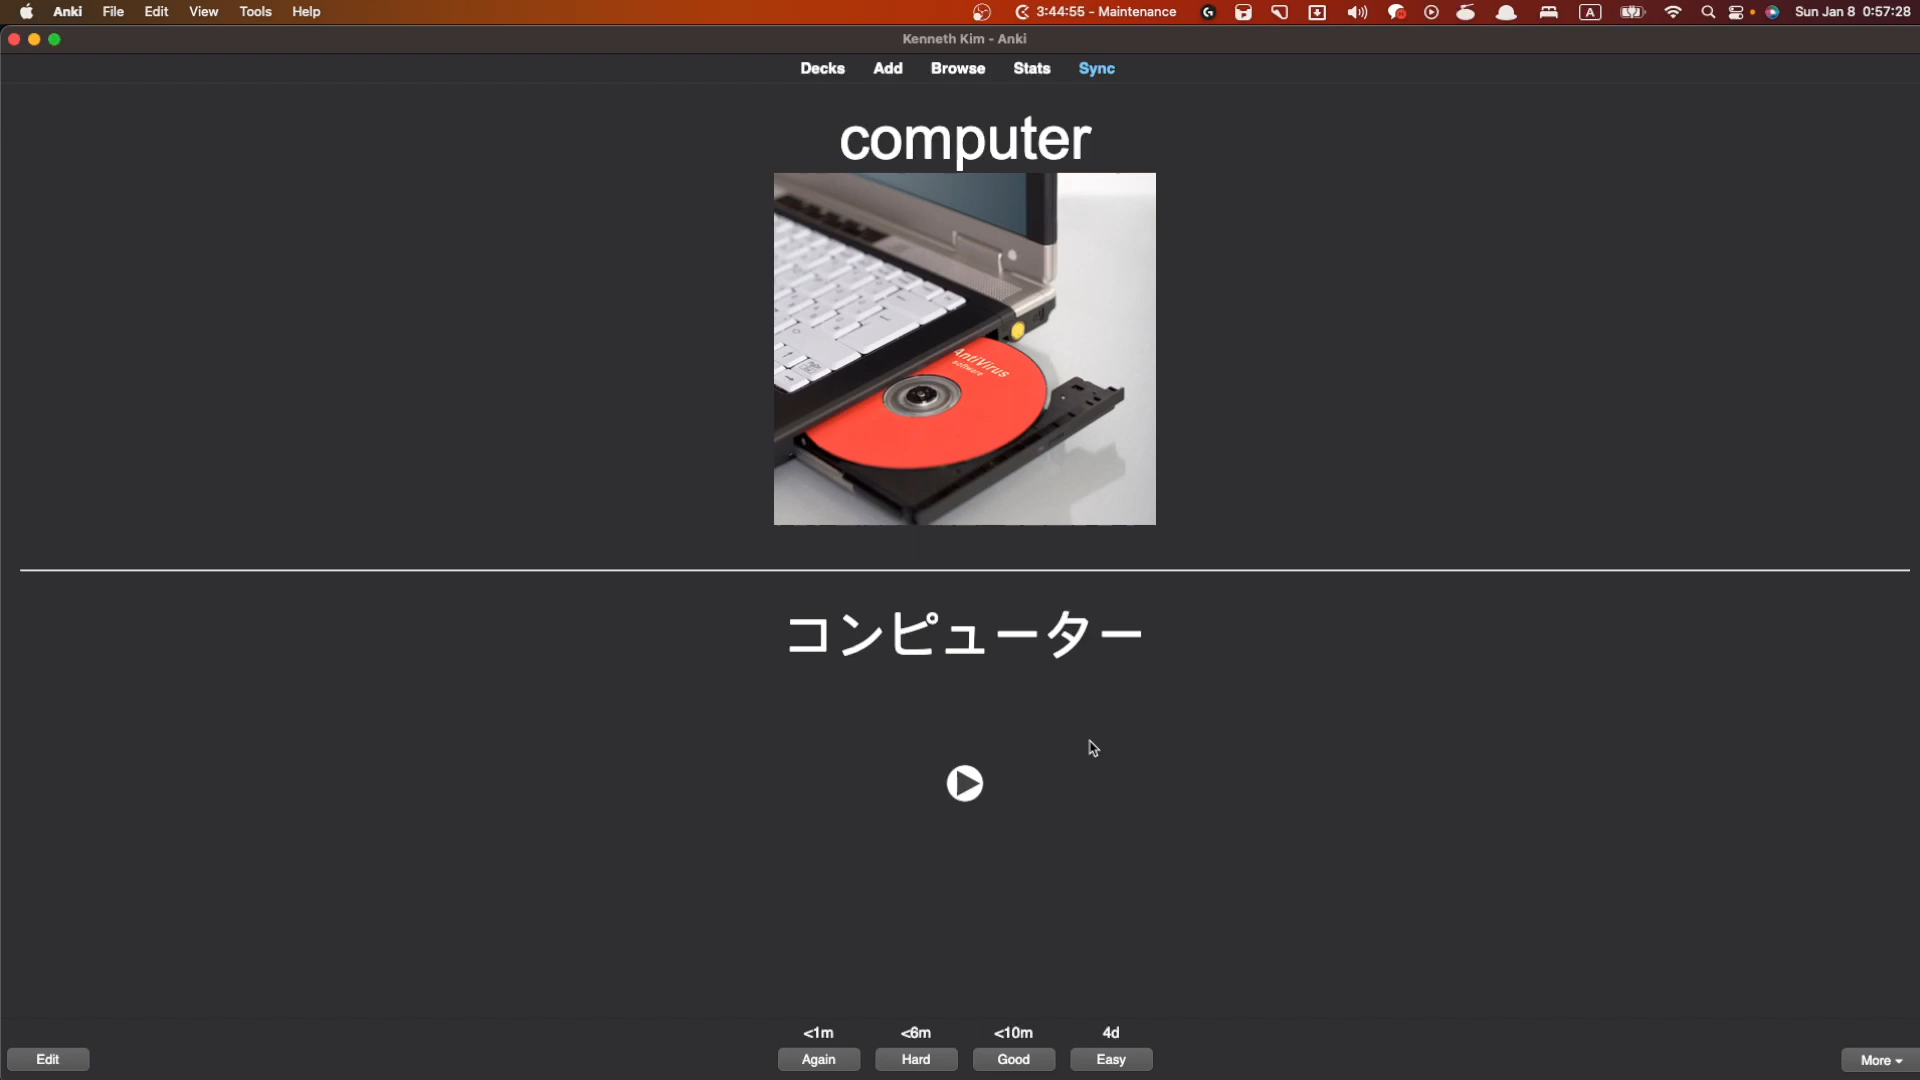 Anki File Edit View Tools Help 3:44:55 - Maintenance A Sun Jan 8 0:57:28
Kenneth Kim - Anki
Decks Add Browse Stats Sync
computer
AntiVirus
software
コンピューター
<1m <6m <10m 4d
Edit Again Hard Good Easy More